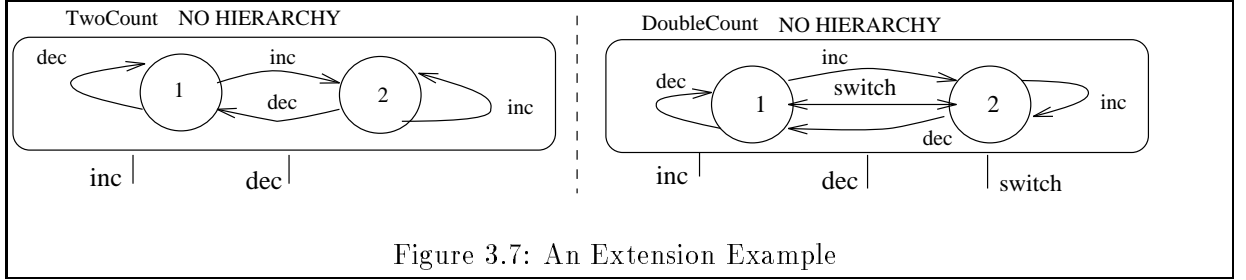 TwoCount NO HIERARCHY
dec
inc
1
dec
2
inc
inc
dec
DoubleCount NO HIERARCHY
inc
dec
switch
1
2
inc
dec
inc
dec
switch
Figure 3.7: An Extension Example